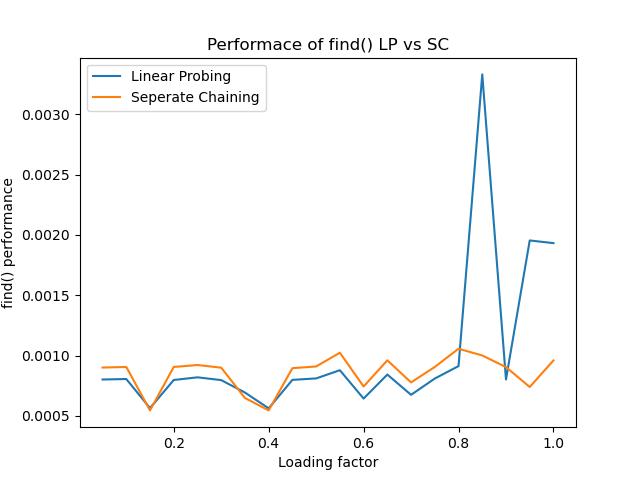 Performace of find() LP vs SC
Linear Probing
Seperate Chaining
0.0030
0.0025
0.0020
0.0015
0.0010
0.0005
find() performance
0.2 0.4 0.6 0.8 1.0
Loading factor